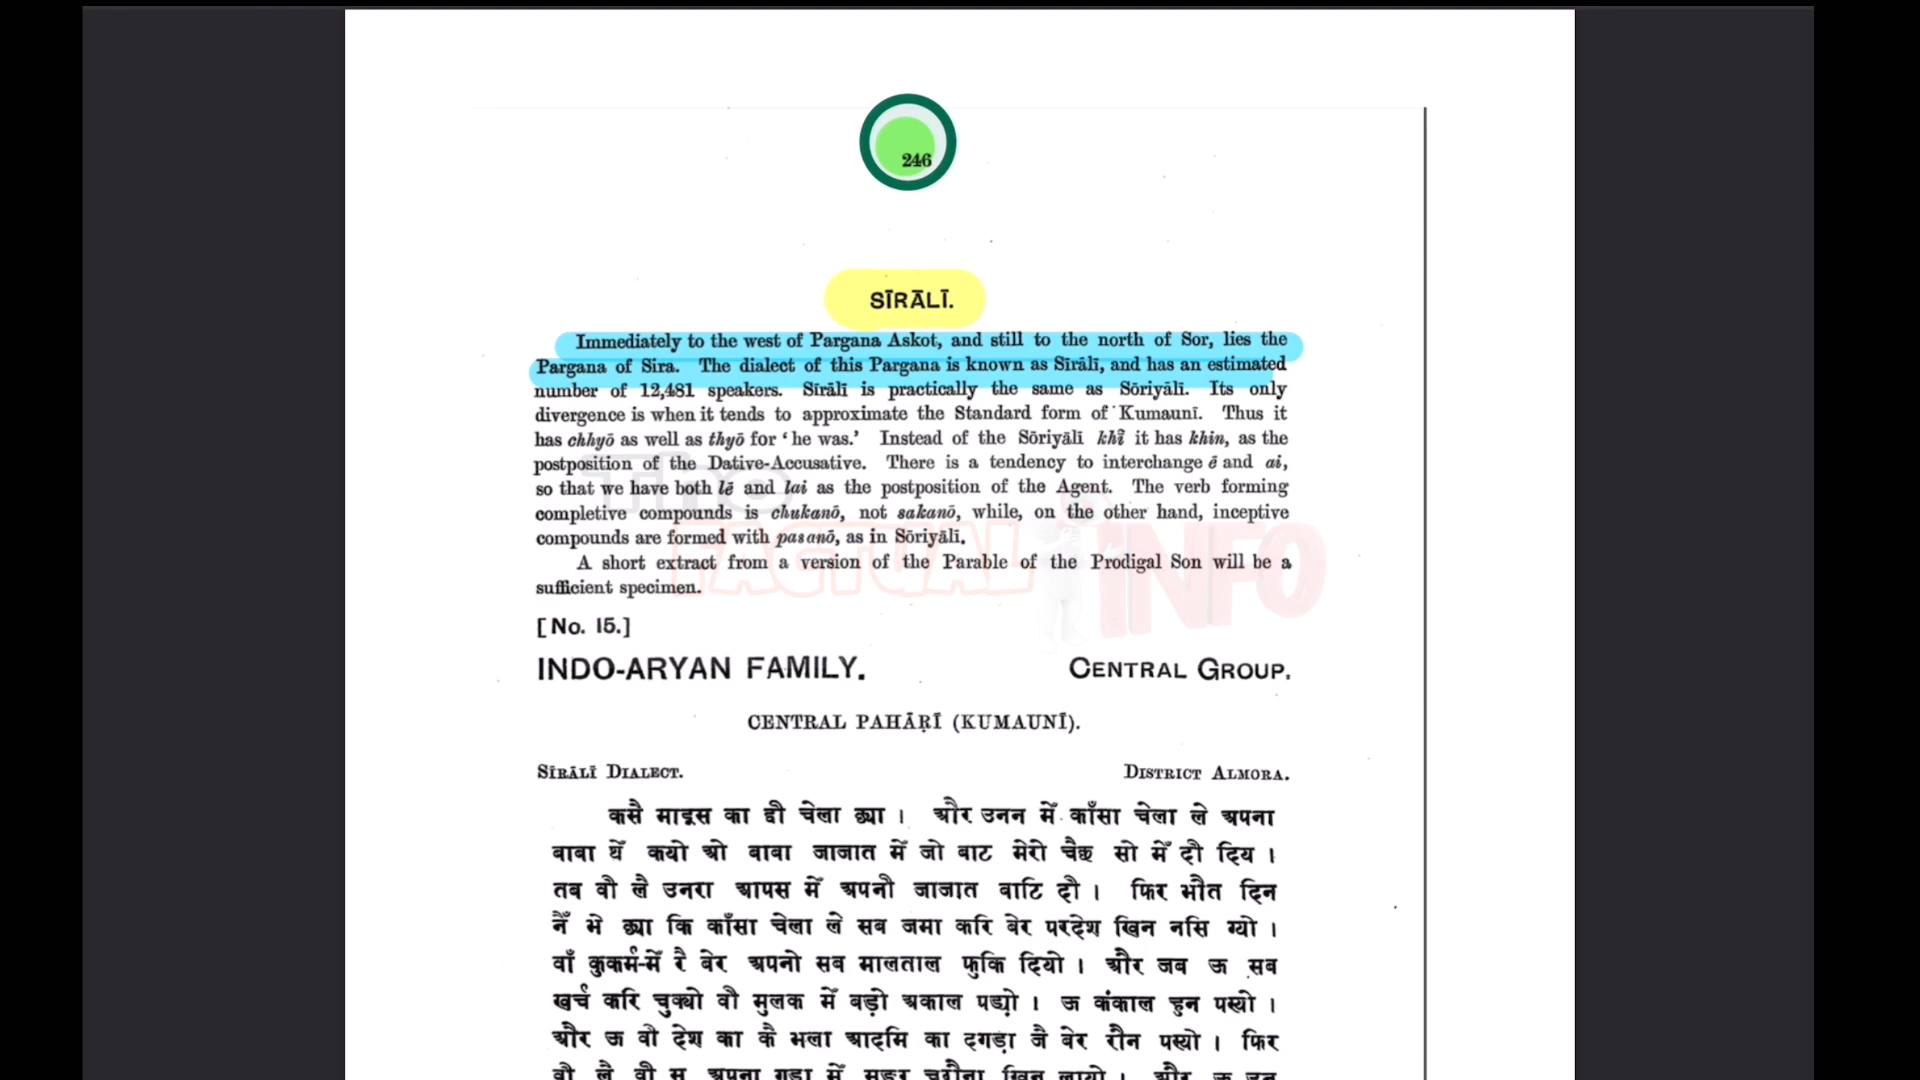 246
SĪRĀLĪ.
Immediately to the west of Pargana Askot, and still to the north of Sor, lies the
Pargana of Sira. The dialect of this Pargana is known as Sīrālī, and has an estimated
number of 12,481 speakers. Sīrālī is practically the same as Sōriyālī. Its only
divergence is when it tends to approximate the Standard form of Kumaunī. Thus it
has chhyō as well as thyō for ‘he was.’ Instead of the Sōriyālī khī̃ it has khin, as the
postposition of the Dative-Accusative. There is a tendency to interchange ē and ai,
so that we have both lē and lai as the postposition of the Agent. The verb forming
completive compounds is chukanō, not sakanō, while, on the other hand, inceptive
compounds are formed with pasanō, as in Sōriyālī.
A short extract from a version of the Parable of the Prodigal Son will be a
sufficient specimen.
The
FACTUAL INFO
[No. 15.]
INDO-ARYAN FAMILY. CENTRAL GROUP.
CENTRAL PAHĀṚĪ (KUMAUNĪ).
SĪRĀLĪ DIALECT. DISTRICT ALMORA.
कसै माइस का द्वी चेला छ्या । और उनन में काँसा चेला ले अपना
बाबा थें कयो ओ बाबा जाजात में जो बाट मेरो चैंछ सो में दी दिय ।
तब वी लै उनरा आपस में अपनी जाजात बाटि दी । फिर भौत दिन
नैं भे छ्या कि काँसा चेला ले सब जमा करि बेर परदेश खिन नसि ग्यो ।
वाँ कुकर्म-में रै बेर अपनो सब मालताल फुकि दियो । और जब ऊ सब
खर्च करि चुक्यो वी मुलक में बड़ो अकाल पड्यो । ऊ कंकाल हुन पस्यो ।
और ऊ वी देश का कै भला आदमि का दगड़ा जै बेर रौन पस्यो । फिर